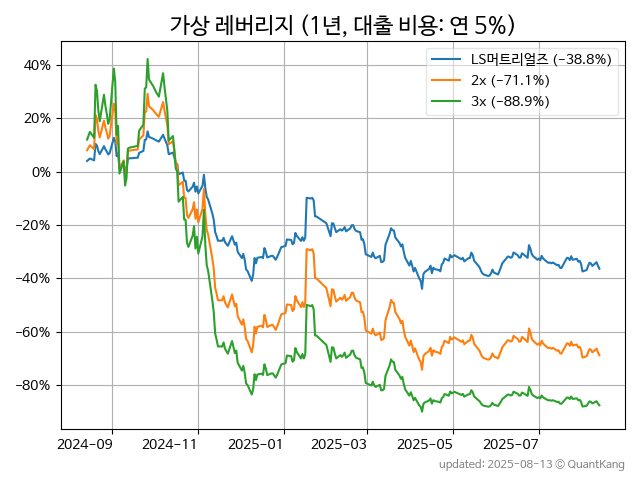 가상 레버리지 (1년, 대출 비용: 연 5%)
LS머트리얼즈 (−38.8%)
2x (−71.1%)
3x (−88.9%)
40%
20%
0%
−20%
−40%
−60%
−80%
2024-09 2024-11 2025-01 2025-03 2025-05 2025-07
updated: 2025-08-13 © QuantKang